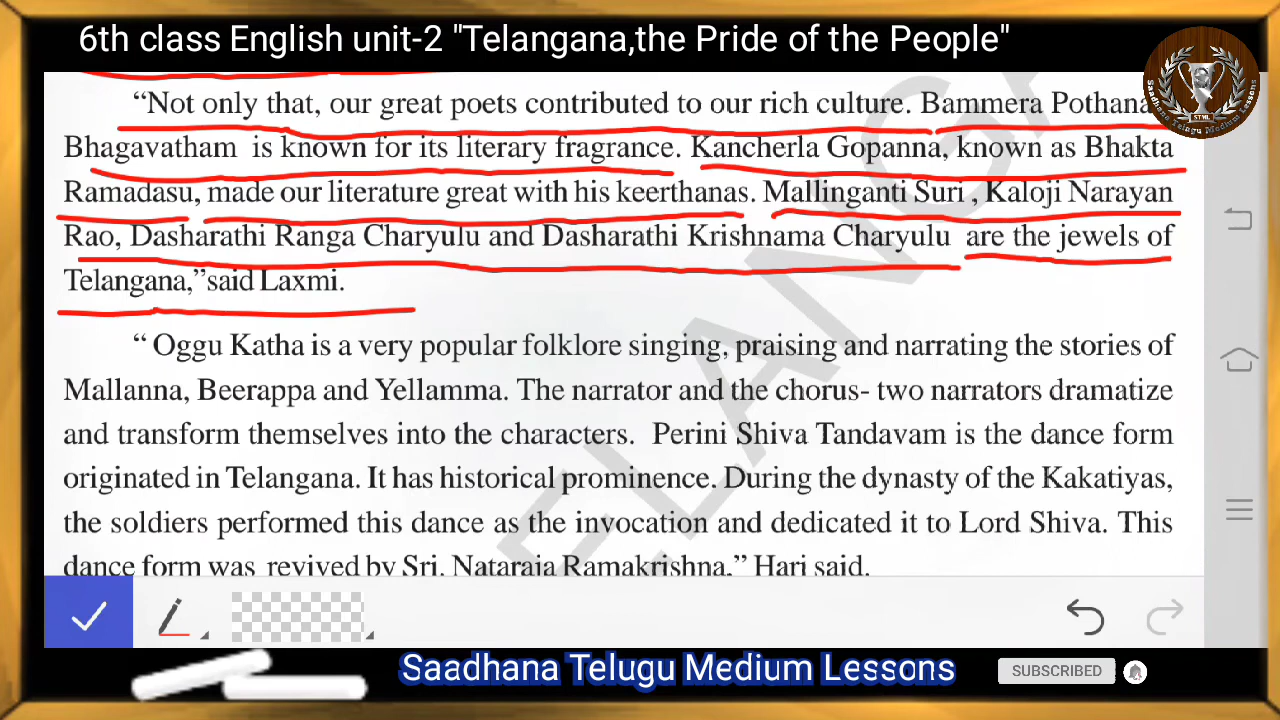 6th class English unit-2 "Telangana,the Pride of the People"
Saadhana Telugu Medium Lessons
STML
“Not only that, our great poets contributed to our rich culture. Bammera Pothana
Bhagavatham is known for its literary fragrance. Kancherla Gopanna, known as Bhakta
Ramadasu, made our literature great with his keerthanas. Mallinganti Suri , Kaloji Narayan
Rao, Dasharathi Ranga Charyulu and Dasharathi Krishnama Charyulu are the jewels of
Telangana,”said Laxmi.
“ Oggu Katha is a very popular folklore singing, praising and narrating the stories of
Mallanna, Beerappa and Yellamma. The narrator and the chorus- two narrators dramatize
and transform themselves into the characters. Perini Shiva Tandavam is the dance form
originated in Telangana. It has historical prominence. During the dynasty of the Kakatiyas,
the soldiers performed this dance as the invocation and dedicated it to Lord Shiva. This
dance form was revived by Sri. Nataraja Ramakrishna,” Hari said.
Saadhana Telugu Medium Lessons
SUBSCRIBED